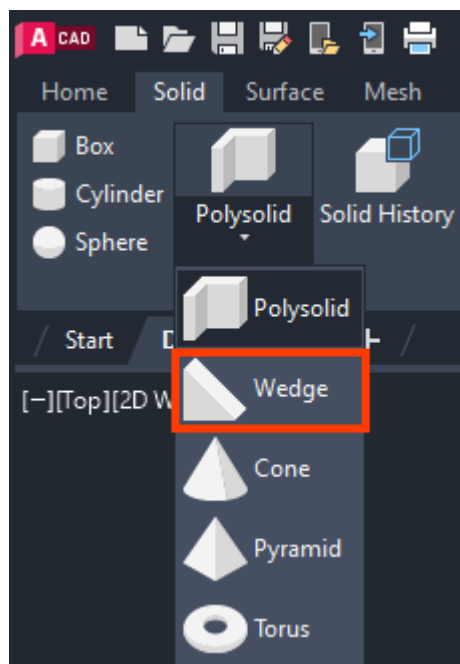 A CAD
Home Solid Surface Mesh
Box
Cylinder
Sphere
Polysolid
Solid History
Polysolid
Start D
[−][Top][2D W
Wedge
Cone
Pyramid
Torus